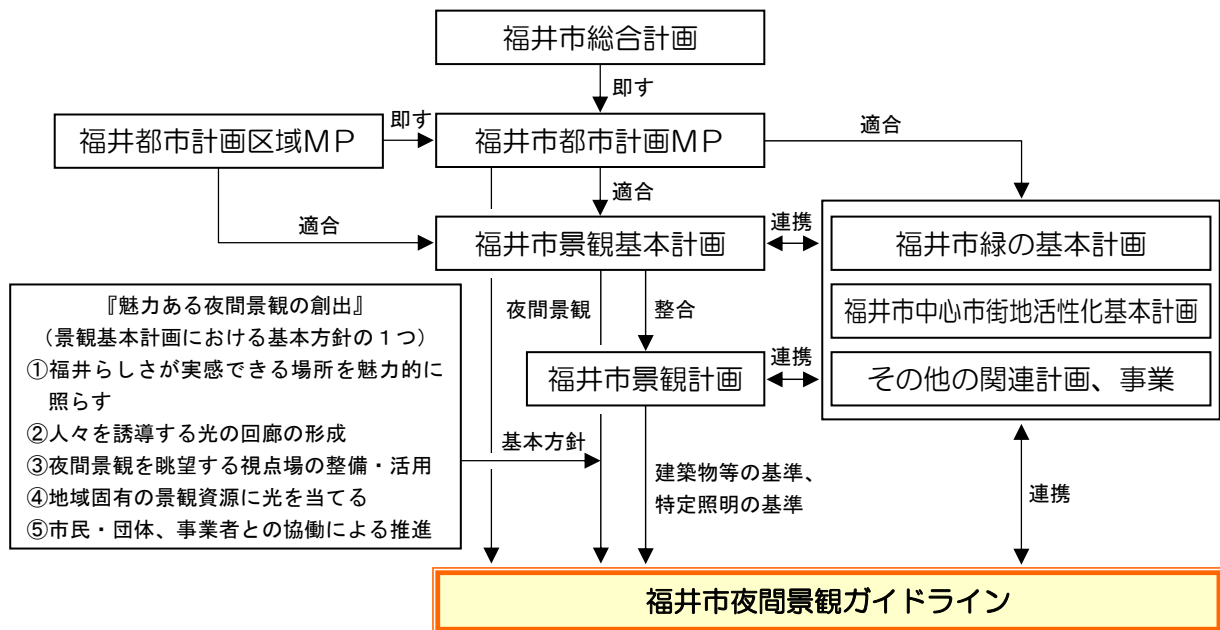 福井市総合計画
即す
福井都市計画区域MP
即す
福井市都市計画MP
適合
適合
適合
福井市景観基本計画
連携
福井市緑の基本計画
福井市中心市街地活性化基本計画
その他の関連計画、事業
夜間景観
整合
福井市景観計画
連携
『魅力ある夜間景観の創出』
(景観基本計画における基本方針の1つ)
①福井らしさが実感できる場所を魅力的に
照らす
②人々を誘導する光の回廊の形成
③夜間景観を眺望する視点場の整備・活用
④地域固有の景観資源に光を当てる
⑤市民・団体、事業者との協働による推進
基本方針
建築物等の基準、
特定照明の基準
連携
福井市夜間景観ガイドライン